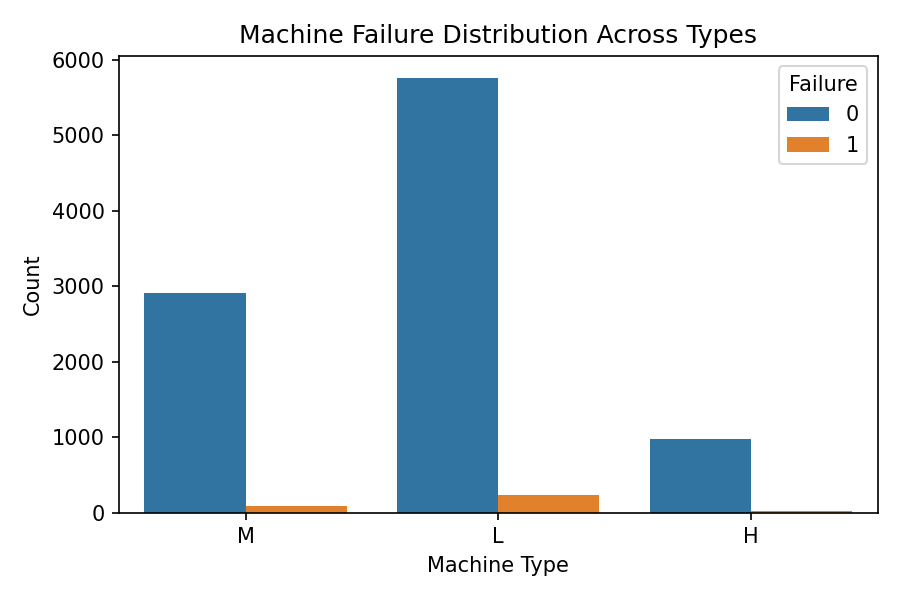 Machine Failure Distribution Across Types
Failure
0
1
6000
5000
4000
3000
2000
1000
0
Count
M
L
H
Machine Type